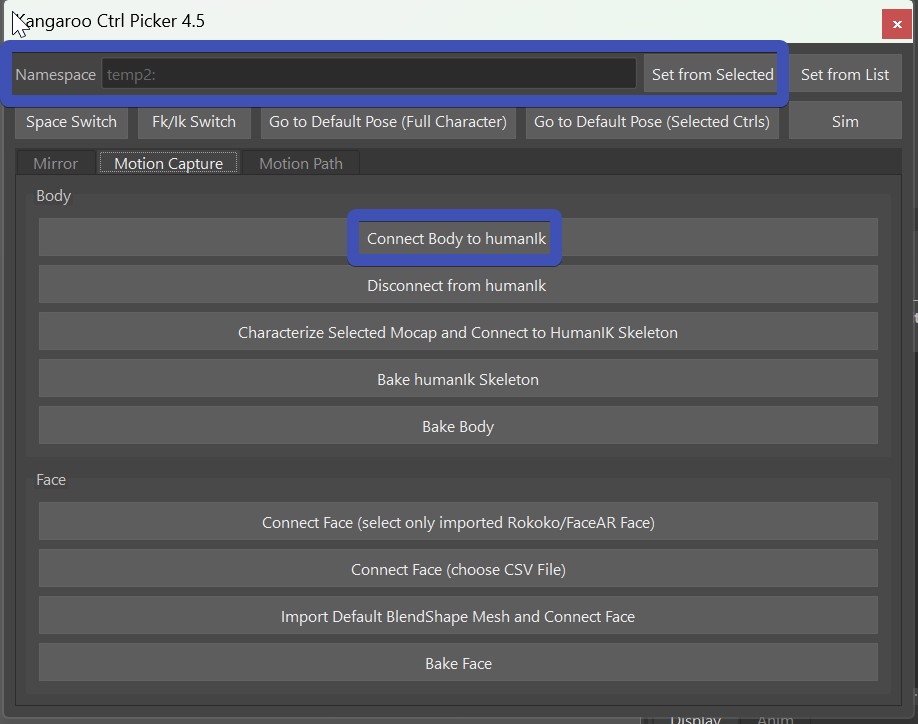 Kangaroo Ctrl Picker 4.5
Namespace temp2: Set from Selected Set from List
Space Switch Fk/Ik Switch Go to Default Pose (Full Character) Go to Default Pose (Selected Ctrls) Sim
Mirror Motion Capture Motion Path
Body
Connect Body to humanIk
Disconnect from humanIk
Characterize Selected Mocap and Connect to HumanIK Skeleton
Bake humanIk Skeleton
Bake Body
Face
Connect Face (select only imported Rokoko/FaceAR Face)
Connect Face (choose CSV File)
Import Default BlendShape Mesh and Connect Face
Bake Face
Display Anim